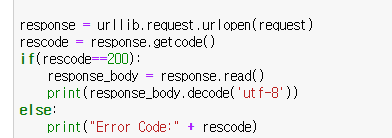 response = urllib.request.urlopen(request)
rescode = response.getcode()
if(rescode==200):
    response_body = response.read()
    print(response_body.decode('utf-8'))
else:
    print("Error Code:" + rescode)